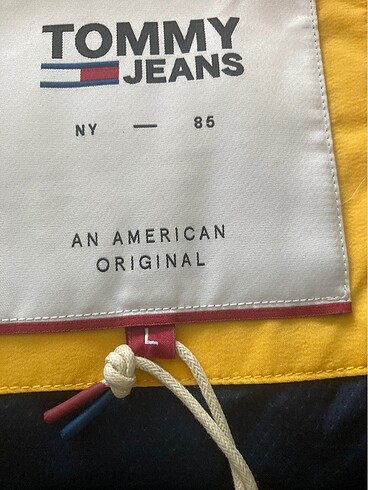 TOMMY
JEANS
NY — 85
AN AMERICAN
ORIGINAL
L